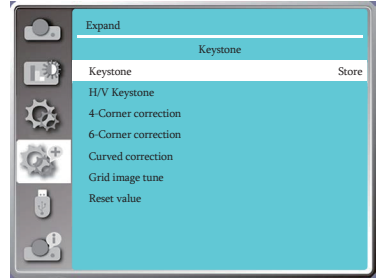 Expand
Keystone
Keystone Store
H/V Keystone
4-Corner correction
6-Corner correction
Curved correction
Grid image tune
Reset value